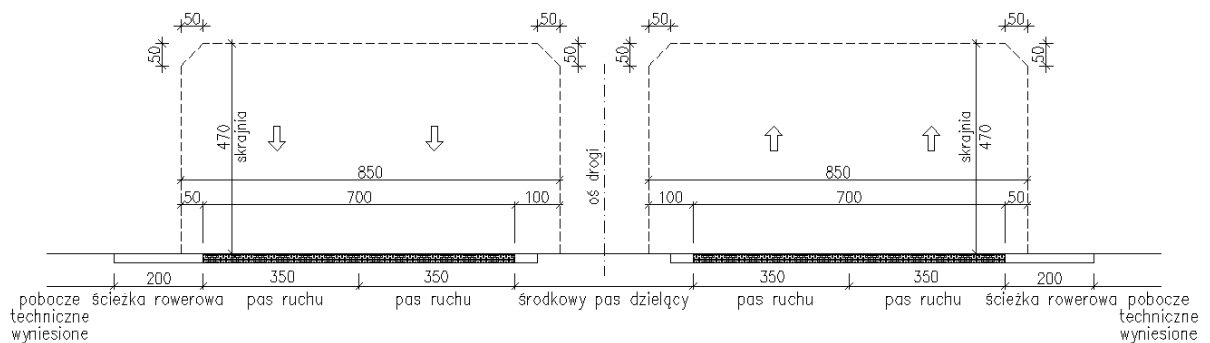 50 50 50 50
50 50 50 50
470 skrajnia skrajnia 470
oś drogi
850 850
50 700 100 100 700 50
200 350 350 350 350 200
pobocze ścieżka rowerowa pas ruchu pas ruchu środkowy pas dzielący pas ruchu pas ruchu ścieżka rowerowa pobocze
techniczne techniczne
wyniesione wyniesione